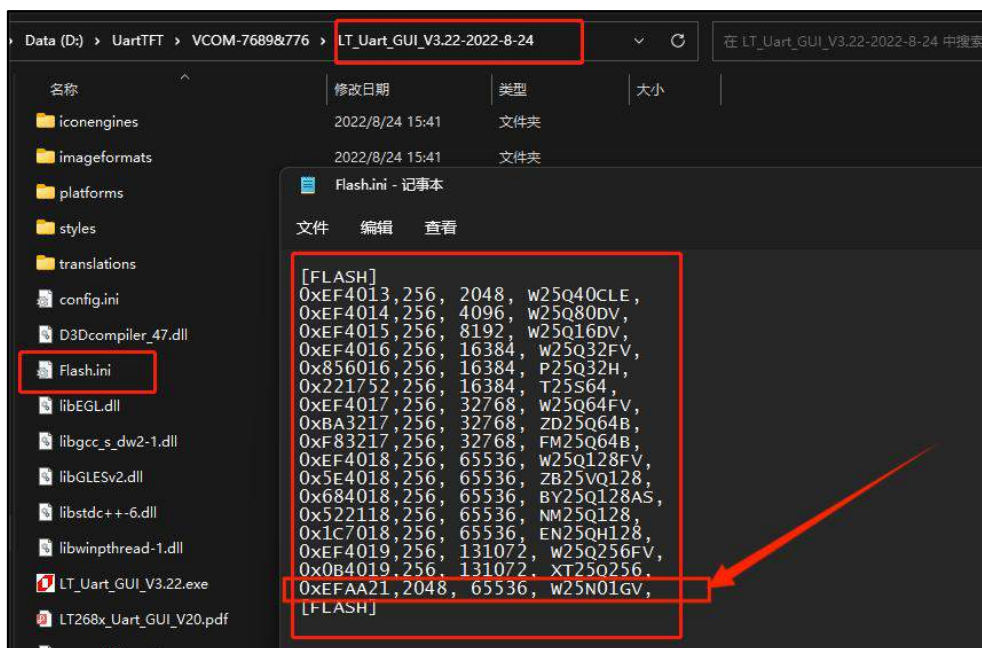 Data (D:) › UartTFT › VCOM-7689&776 › LT_Uart_GUI_V3.22-2022-8-24
在 LT_Uart_GUI_V3.22-2022-8-24 中搜索
名称 修改日期 类型 大小
iconengines 2022/8/24 15:41 文件夹
imageformats 2022/8/24 15:41 文件夹
platforms
styles
translations
config.ini
D3Dcompiler_47.dll
Flash.ini
libEGL.dll
libgcc_s_dw2-1.dll
libGLESv2.dll
libstdc++-6.dll
libwinpthread-1.dll
LT_Uart_GUI_V3.22.exe
LT268x_Uart_GUI_V20.pdf
Flash.ini - 记事本
文件 编辑 查看
[FLASH]
0xEF4013,256, 2048, W25Q40CLE,
0xEF4014,256, 4096, W25Q80DV,
0xEF4015,256, 8192, W25Q16DV,
0xEF4016,256, 16384, W25Q32FV,
0x856016,256, 16384, P25Q32H,
0x221752,256, 16384, T25S64,
0xEF4017,256, 32768, W25Q64FV,
0xBA3217,256, 32768, ZD25Q64B,
0xF83217,256, 32768, FM25Q64B,
0xEF4018,256, 65536, W25Q128FV,
0x5E4018,256, 65536, ZB25VQ128,
0x684018,256, 65536, BY25Q128AS,
0x522118,256, 65536, NM25Q128,
0x1C7018,256, 65536, EN25QH128,
0xEF4019,256, 131072, W25Q256FV,
0x0B4019,256, 131072, XT25Q256,
0xEFAA21,2048, 65536, W25N01GV,
[FLASH]